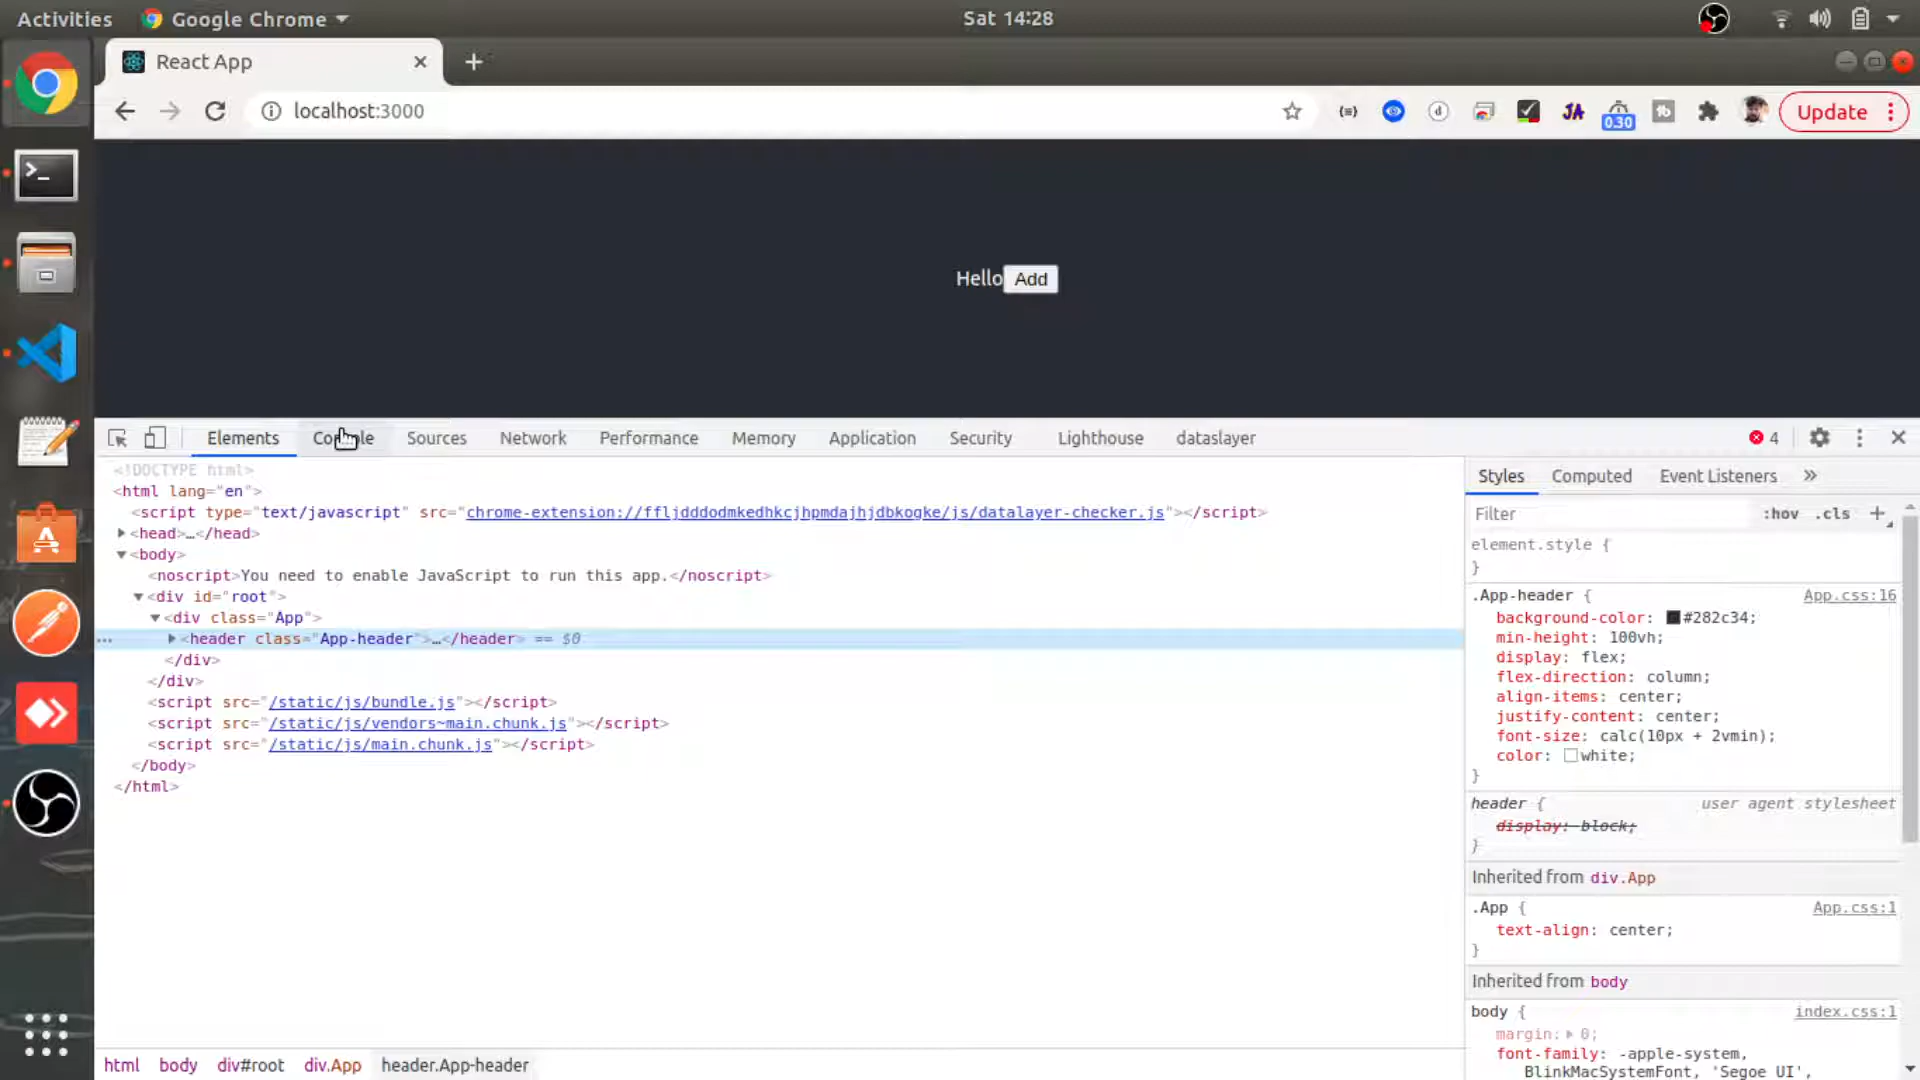 Activities Google Chrome Sat 14:28
React App
localhost:3000 0.30 Update
Hello Add
Elements Console Sources Network Performance Memory Application Security Lighthouse dataslayer 4
<!DOCTYPE html>
<html lang="en">
<script type="text/javascript" src="chrome-extension://ffljdddodmkedhkcjhpmdajhjdbkogke/js/datalayer-checker.js"></script>
<head>…</head>
<body>
<noscript>You need to enable JavaScript to run this app.</noscript>
<div id="root">
<div class="App">
… <header class="App-header">…</header> == $0
</div>
</div>
<script src="/static/js/bundle.js"></script>
<script src="/static/js/vendors~main.chunk.js"></script>
<script src="/static/js/main.chunk.js"></script>
</body>
</html>
html body div#root div.App header.App-header
Styles Computed Event Listeners »
Filter :hov .cls +
element.style {
}
.App-header { App.css:16
background-color: #282c34;
min-height: 100vh;
display: flex;
flex-direction: column;
align-items: center;
justify-content: center;
font-size: calc(10px + 2vmin);
color: white;
}
header { user agent stylesheet
display: block;
}
Inherited from div.App
.App { App.css:1
text-align: center;
}
Inherited from body
body { index.css:1
margin: 0;
font-family: -apple-system,
BlinkMacSystemFont, 'Segoe UI',